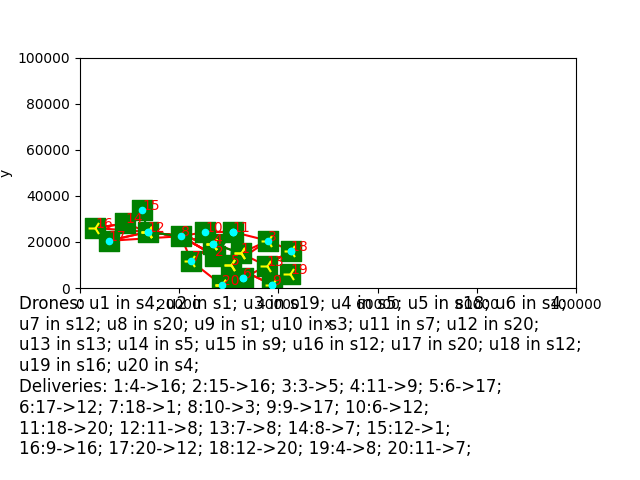 100000
80000
60000
40000
20000
0
y
0 20000 40000 60000 80000 100000
x
Drones: u1 in s4; u2 in s1; u3 in s19; u4 in s5; u5 in s18; u6 in s4;
u7 in s12; u8 in s20; u9 in s1; u10 in s3; u11 in s7; u12 in s20;
u13 in s13; u14 in s5; u15 in s9; u16 in s12; u17 in s20; u18 in s12;
u19 in s16; u20 in s4;
Deliveries: 1:4->16; 2:15->16; 3:3->5; 4:11->9; 5:6->17;
6:17->12; 7:18->1; 8:10->3; 9:9->17; 10:6->12;
11:18->20; 12:11->8; 13:7->8; 14:8->7; 15:12->1;
16:9->16; 17:20->12; 18:12->20; 19:4->8; 20:11->7;